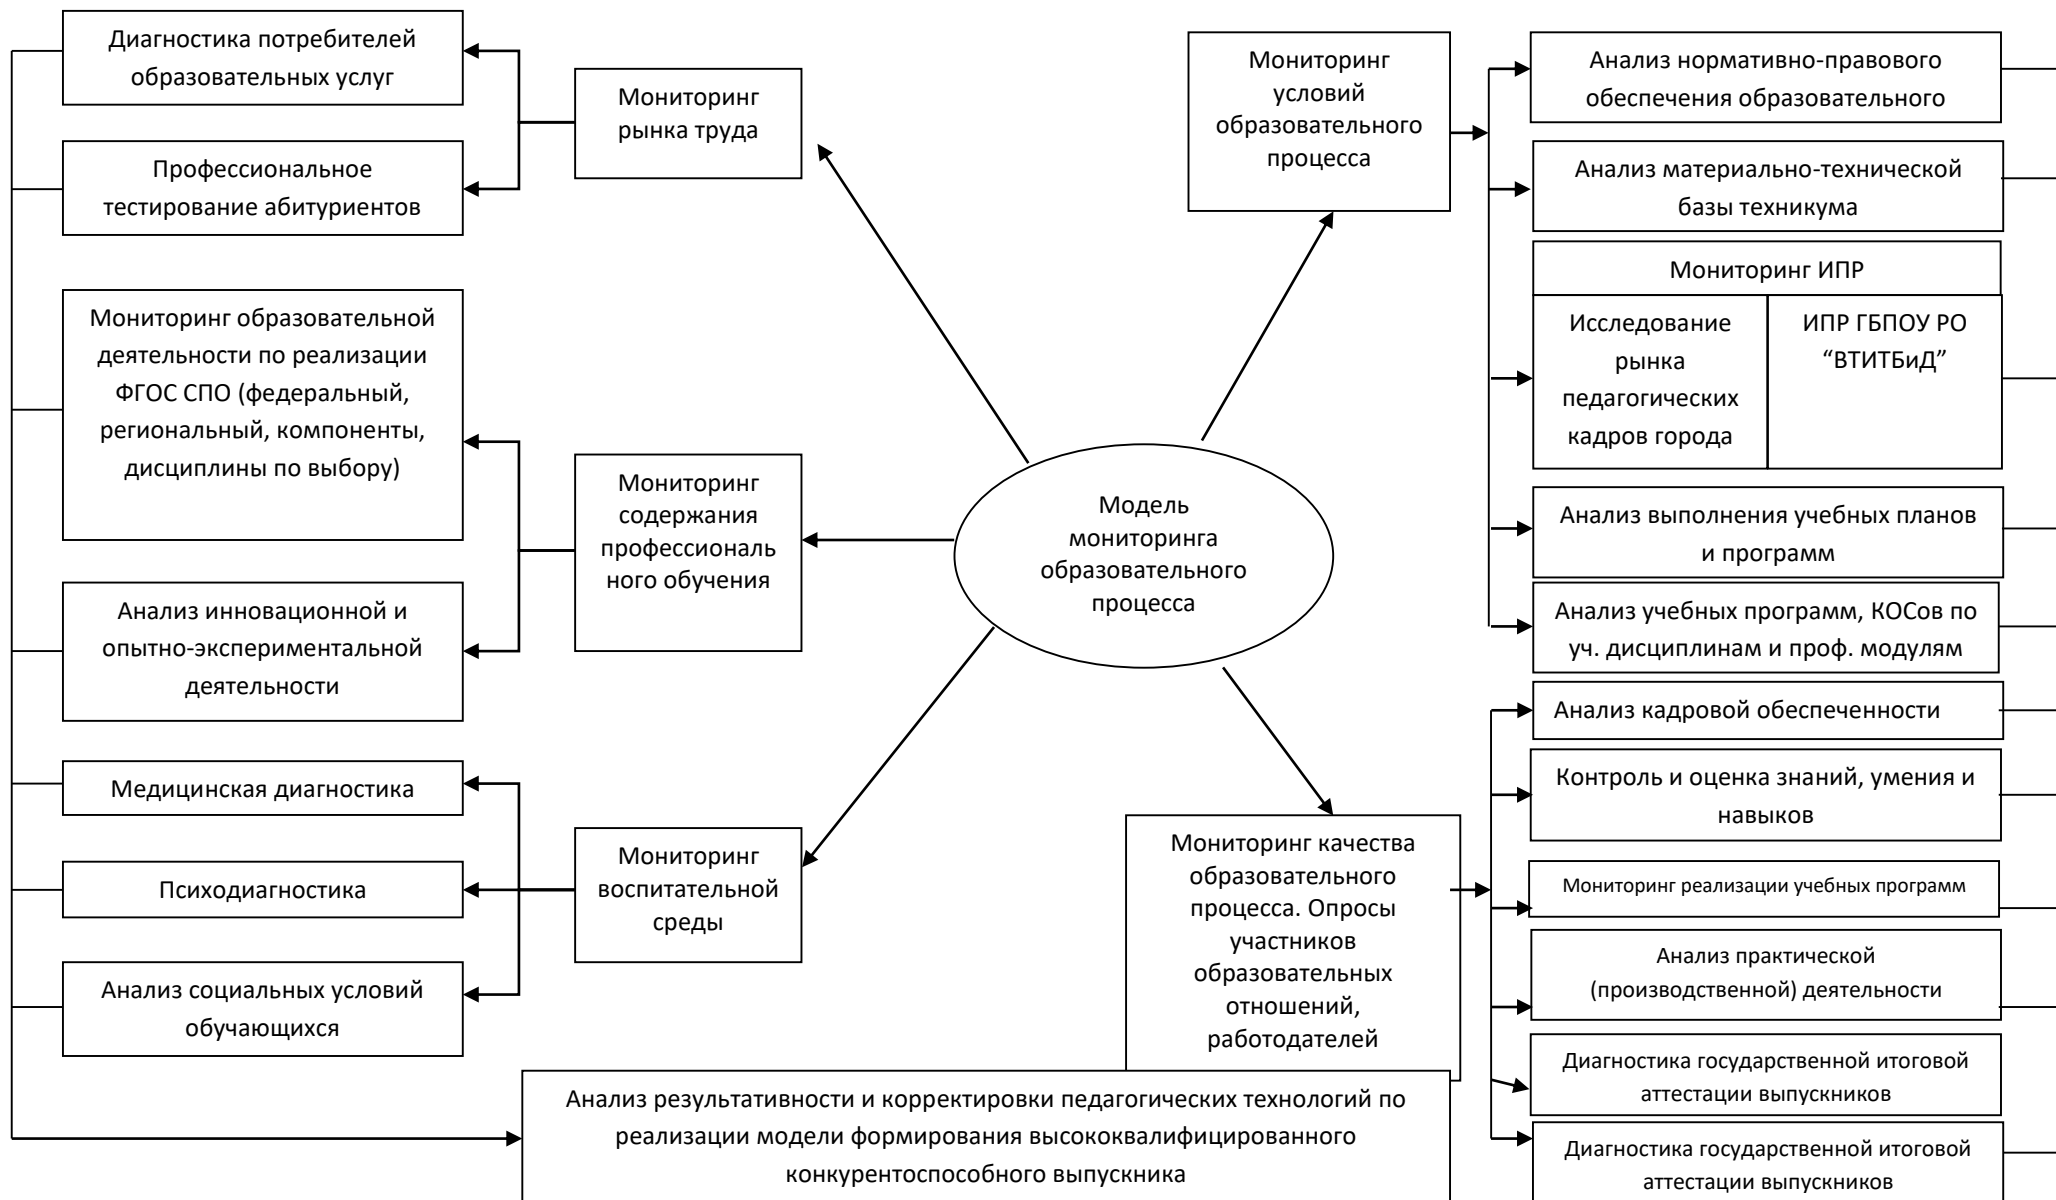 Диагностика потребителей
образовательных услуг
Профессиональное
тестирование абитуриентов
Мониторинг образовательной
деятельности по реализации
ФГОС СПО (федеральный,
региональный, компоненты,
дисциплины по выбору)
Анализ инновационной и
опытно-экспериментальной
деятельности
Медицинская диагностика
Психодиагностика
Анализ социальных условий
обучающихся
Мониторинг
рынка труда
Мониторинг
содержания
профессиональ
ного обучения
Мониторинг
воспитательной
среды
Модель
мониторинга
образовательного
процесса
Мониторинг
условий
образовательного
процесса
Мониторинг качества
образовательного
процесса. Опросы
участников
образовательных
отношений,
работодателей
Анализ нормативно-правового
обеспечения образовательного
Анализ материально-технической
базы техникума
Мониторинг ИПР
Исследование
рынка
педагогических
кадров города
ИПР ГБПОУ РО
“ВТИТБиД”
Анализ выполнения учебных планов
и программ
Анализ учебных программ, КОСов по
уч. дисциплинам и проф. модулям
Анализ кадровой обеспеченности
Контроль и оценка знаний, умения и
навыков
Мониторинг реализации учебных программ
Анализ практической
(производственной) деятельности
Диагностика государственной итоговой
аттестации выпускников
Диагностика государственной итоговой
аттестации выпускников
Анализ результативности и корректировки педагогических технологий по
реализации модели формирования высококвалифицированного
конкурентоспособного выпускника